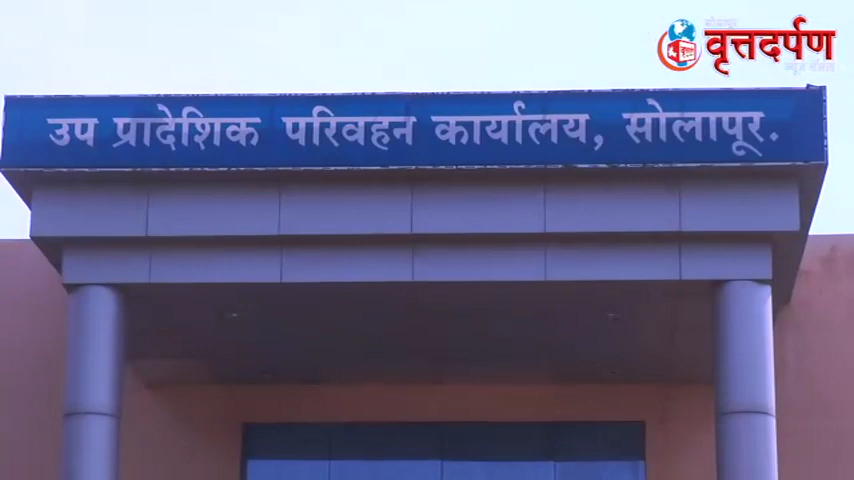 सोलापूर
वृत्तदर्पण
उप प्रादेशिक परिवहन कार्यालय, सोलापूर.